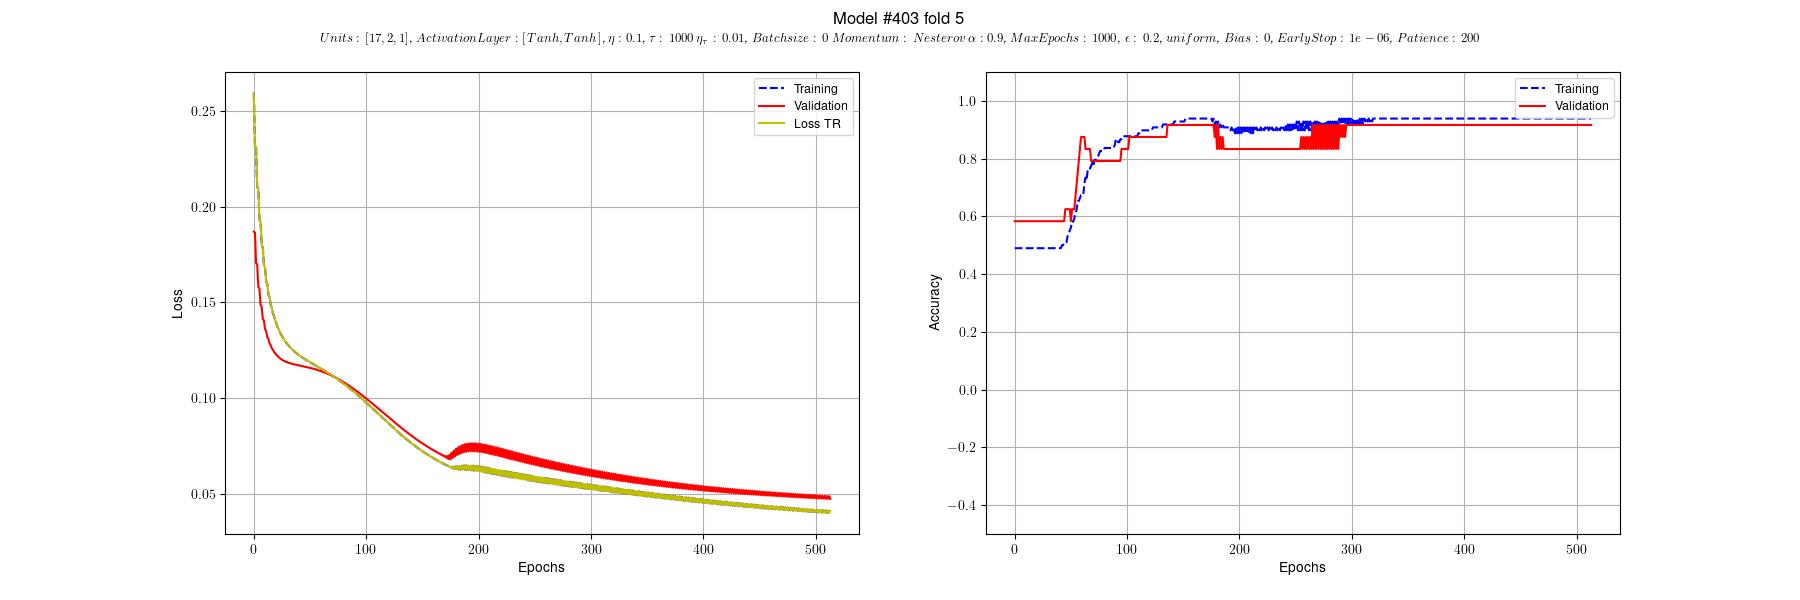 Model #403 fold 5
Units : [17, 2, 1], ActivationLayer : [Tanh, Tanh], η : 0.1, τ : 1000 η_τ : 0.01, Batchsize : 0 Momentum : Nesterov α : 0.9, MaxEpochs : 1000, ϵ : 0.2, uniform, Bias : 0, EarlyStop : 1e − 06, Patience : 200
Training
Validation
Loss TR
0.25
0.20
0.15
0.10
0.05
Loss
0 100 200 300 400 500
Epochs
Training
Validation
1.0
0.8
0.6
0.4
0.2
0.0
−0.2
−0.4
Accuracy
0 100 200 300 400 500
Epochs